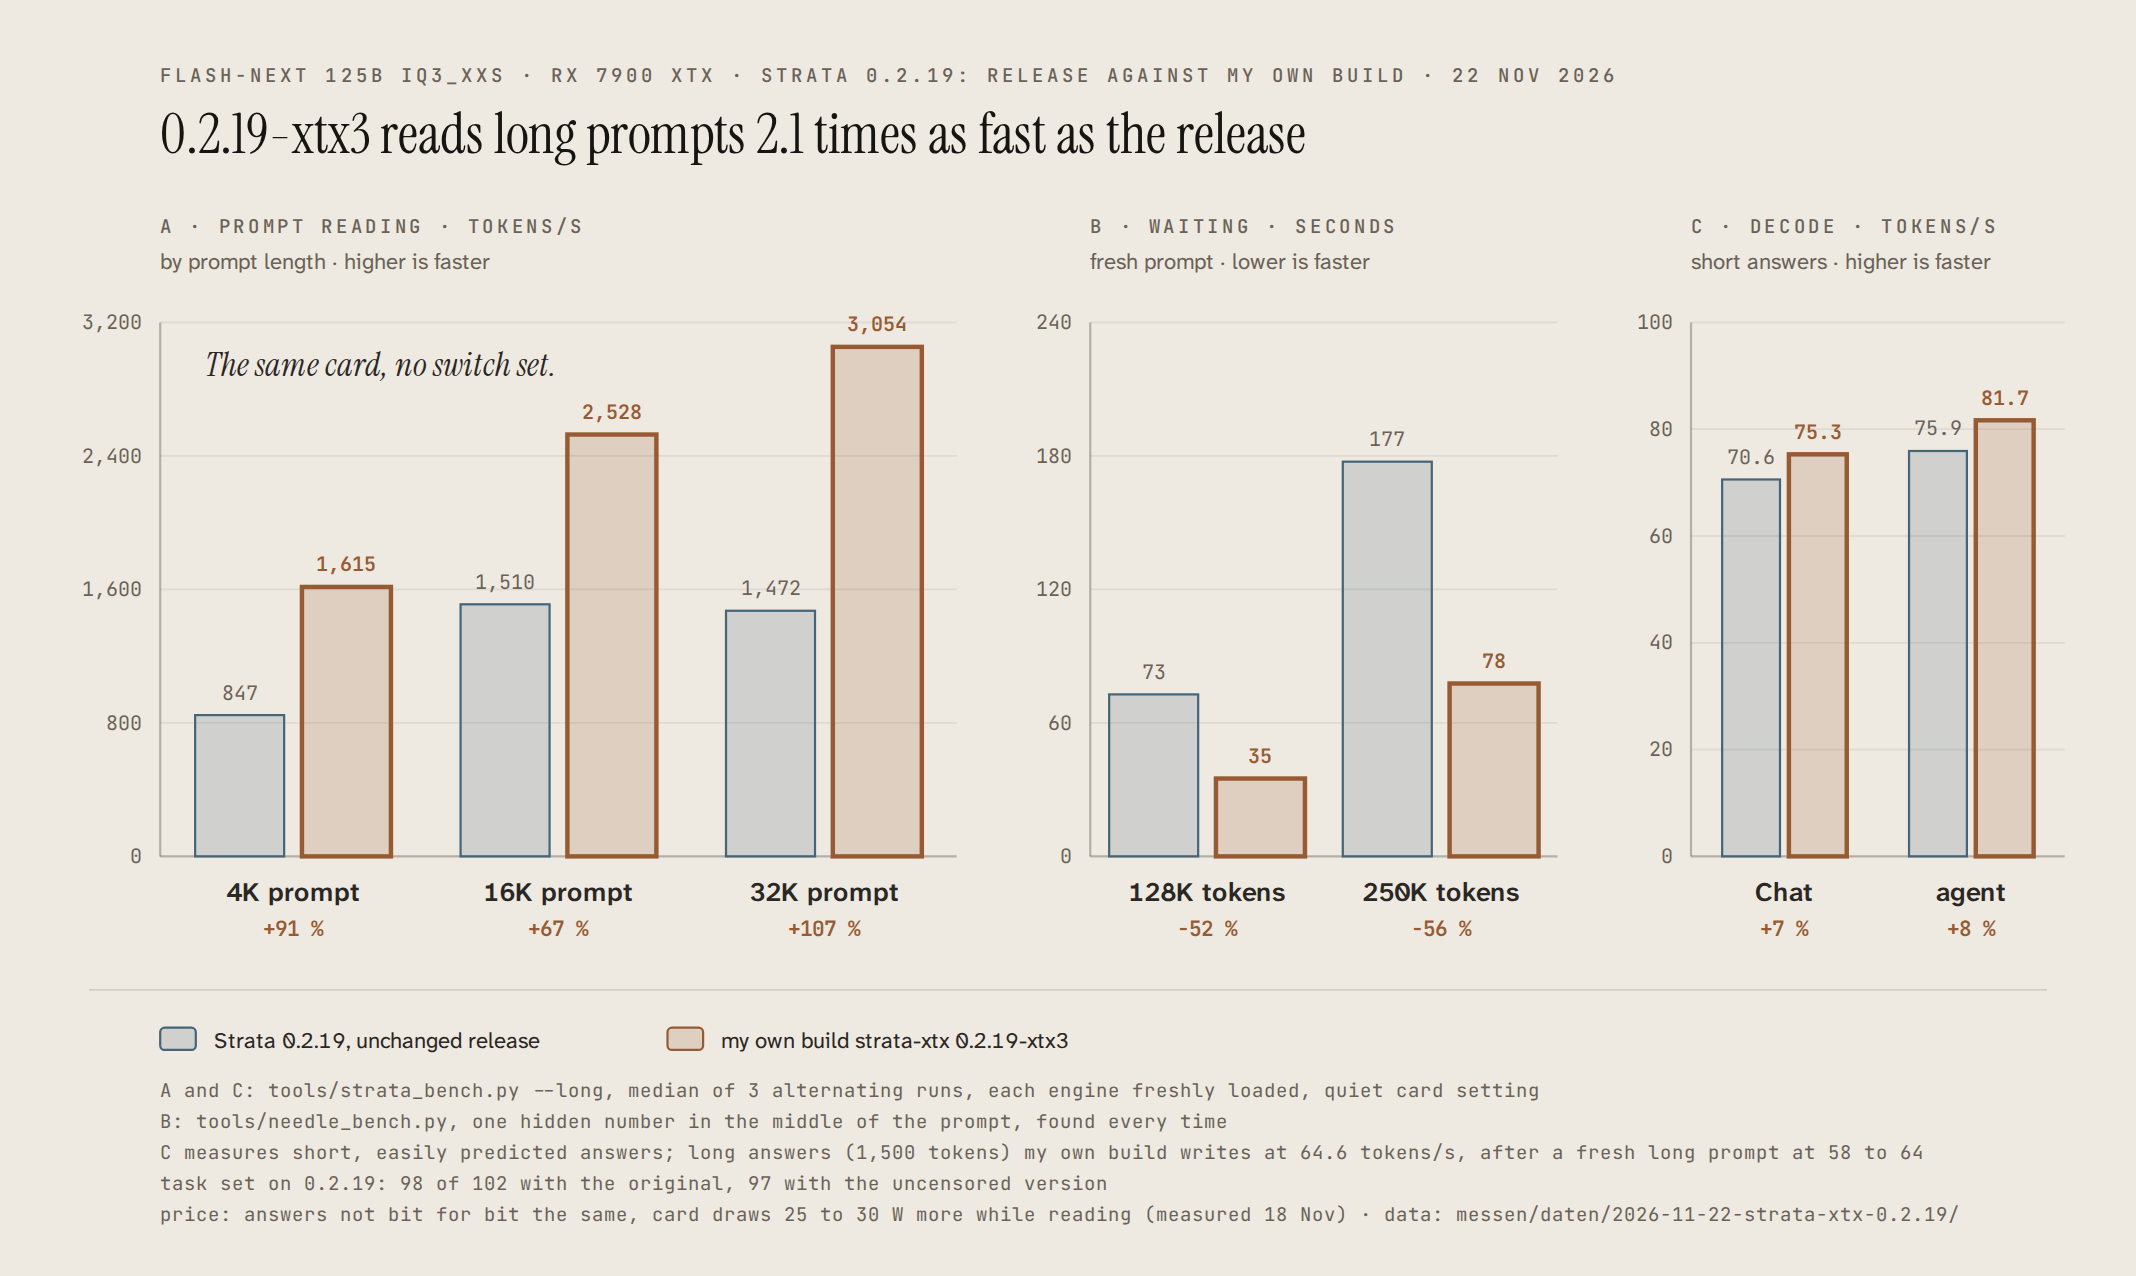 FLASH-NEXT 125B IQ3_XXS · RX 7900 XTX · STRATA 0.2.19: RELEASE AGAINST MY OWN BUILD · 22 NOV 2026
0.2.19-xtx3 reads long prompts 2.1 times as fast as the release
A · PROMPT READING · TOKENS/S
by prompt length · higher is faster
3,200
2,400
1,600
800
0
The same card, no switch set.
847
1,615
1,510
2,528
1,472
3,054
4K prompt
+91 %
16K prompt
+67 %
32K prompt
+107 %
B · WAITING · SECONDS
fresh prompt · lower is faster
240
180
120
60
0
73
35
177
78
128K tokens
-52 %
250K tokens
-56 %
C · DECODE · TOKENS/S
short answers · higher is faster
100
80
60
40
20
0
70.6
75.3
75.9
81.7
Chat
+7 %
agent
+8 %
Strata 0.2.19, unchanged release
my own build strata-xtx 0.2.19-xtx3
A and C: tools/strata_bench.py --long, median of 3 alternating runs, each engine freshly loaded, quiet card setting
B: tools/needle_bench.py, one hidden number in the middle of the prompt, found every time
C measures short, easily predicted answers; long answers (1,500 tokens) my own build writes at 64.6 tokens/s, after a fresh long prompt at 58 to 64
task set on 0.2.19: 98 of 102 with the original, 97 with the uncensored version
price: answers not bit for bit the same, card draws 25 to 30 W more while reading (measured 18 Nov) · data: messen/daten/2026-11-22-strata-xtx-0.2.19/